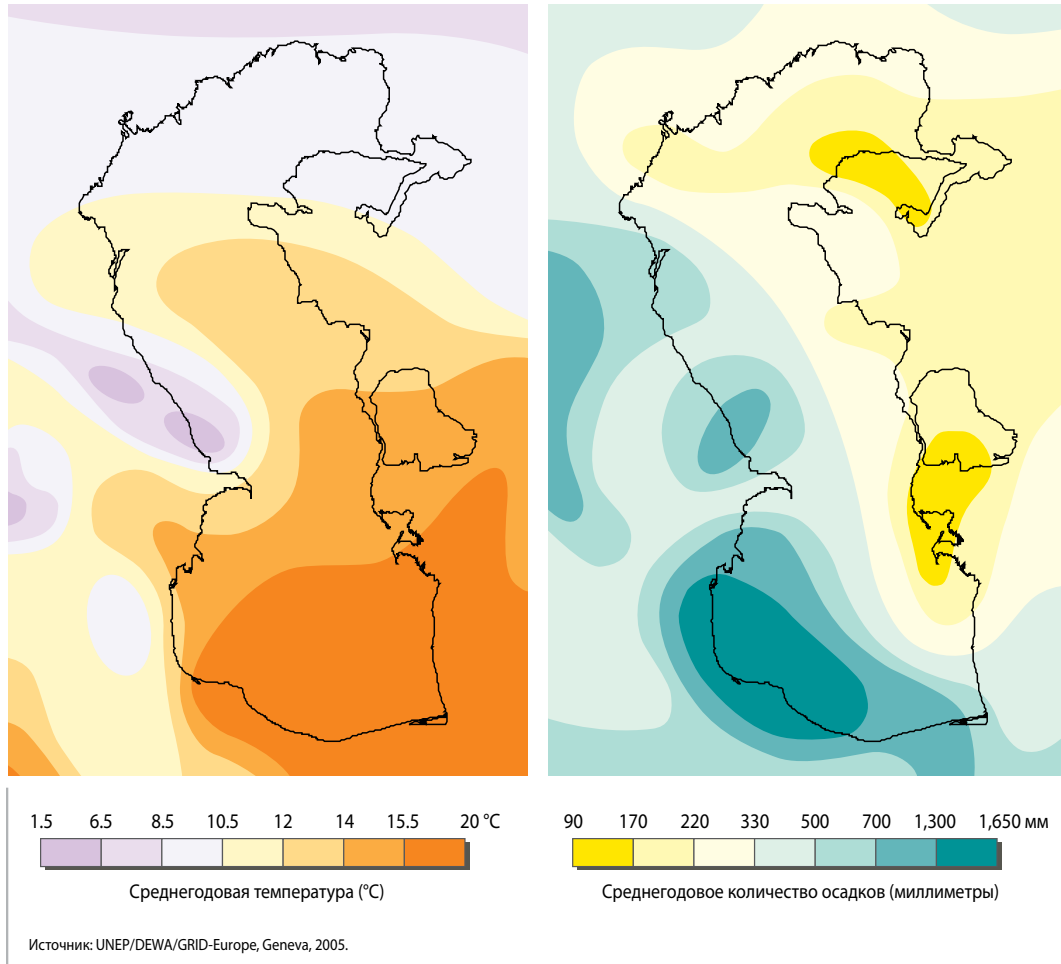 1.5 6.5 8.5 10.5 12 14 15.5 20 °C
Среднегодовая температура (°C)
90 170 220 330 500 700 1,300 1,650 мм
Среднегодовое количество осадков (миллиметры)
Источник: UNEP/DEWA/GRID-Europe, Geneva, 2005.